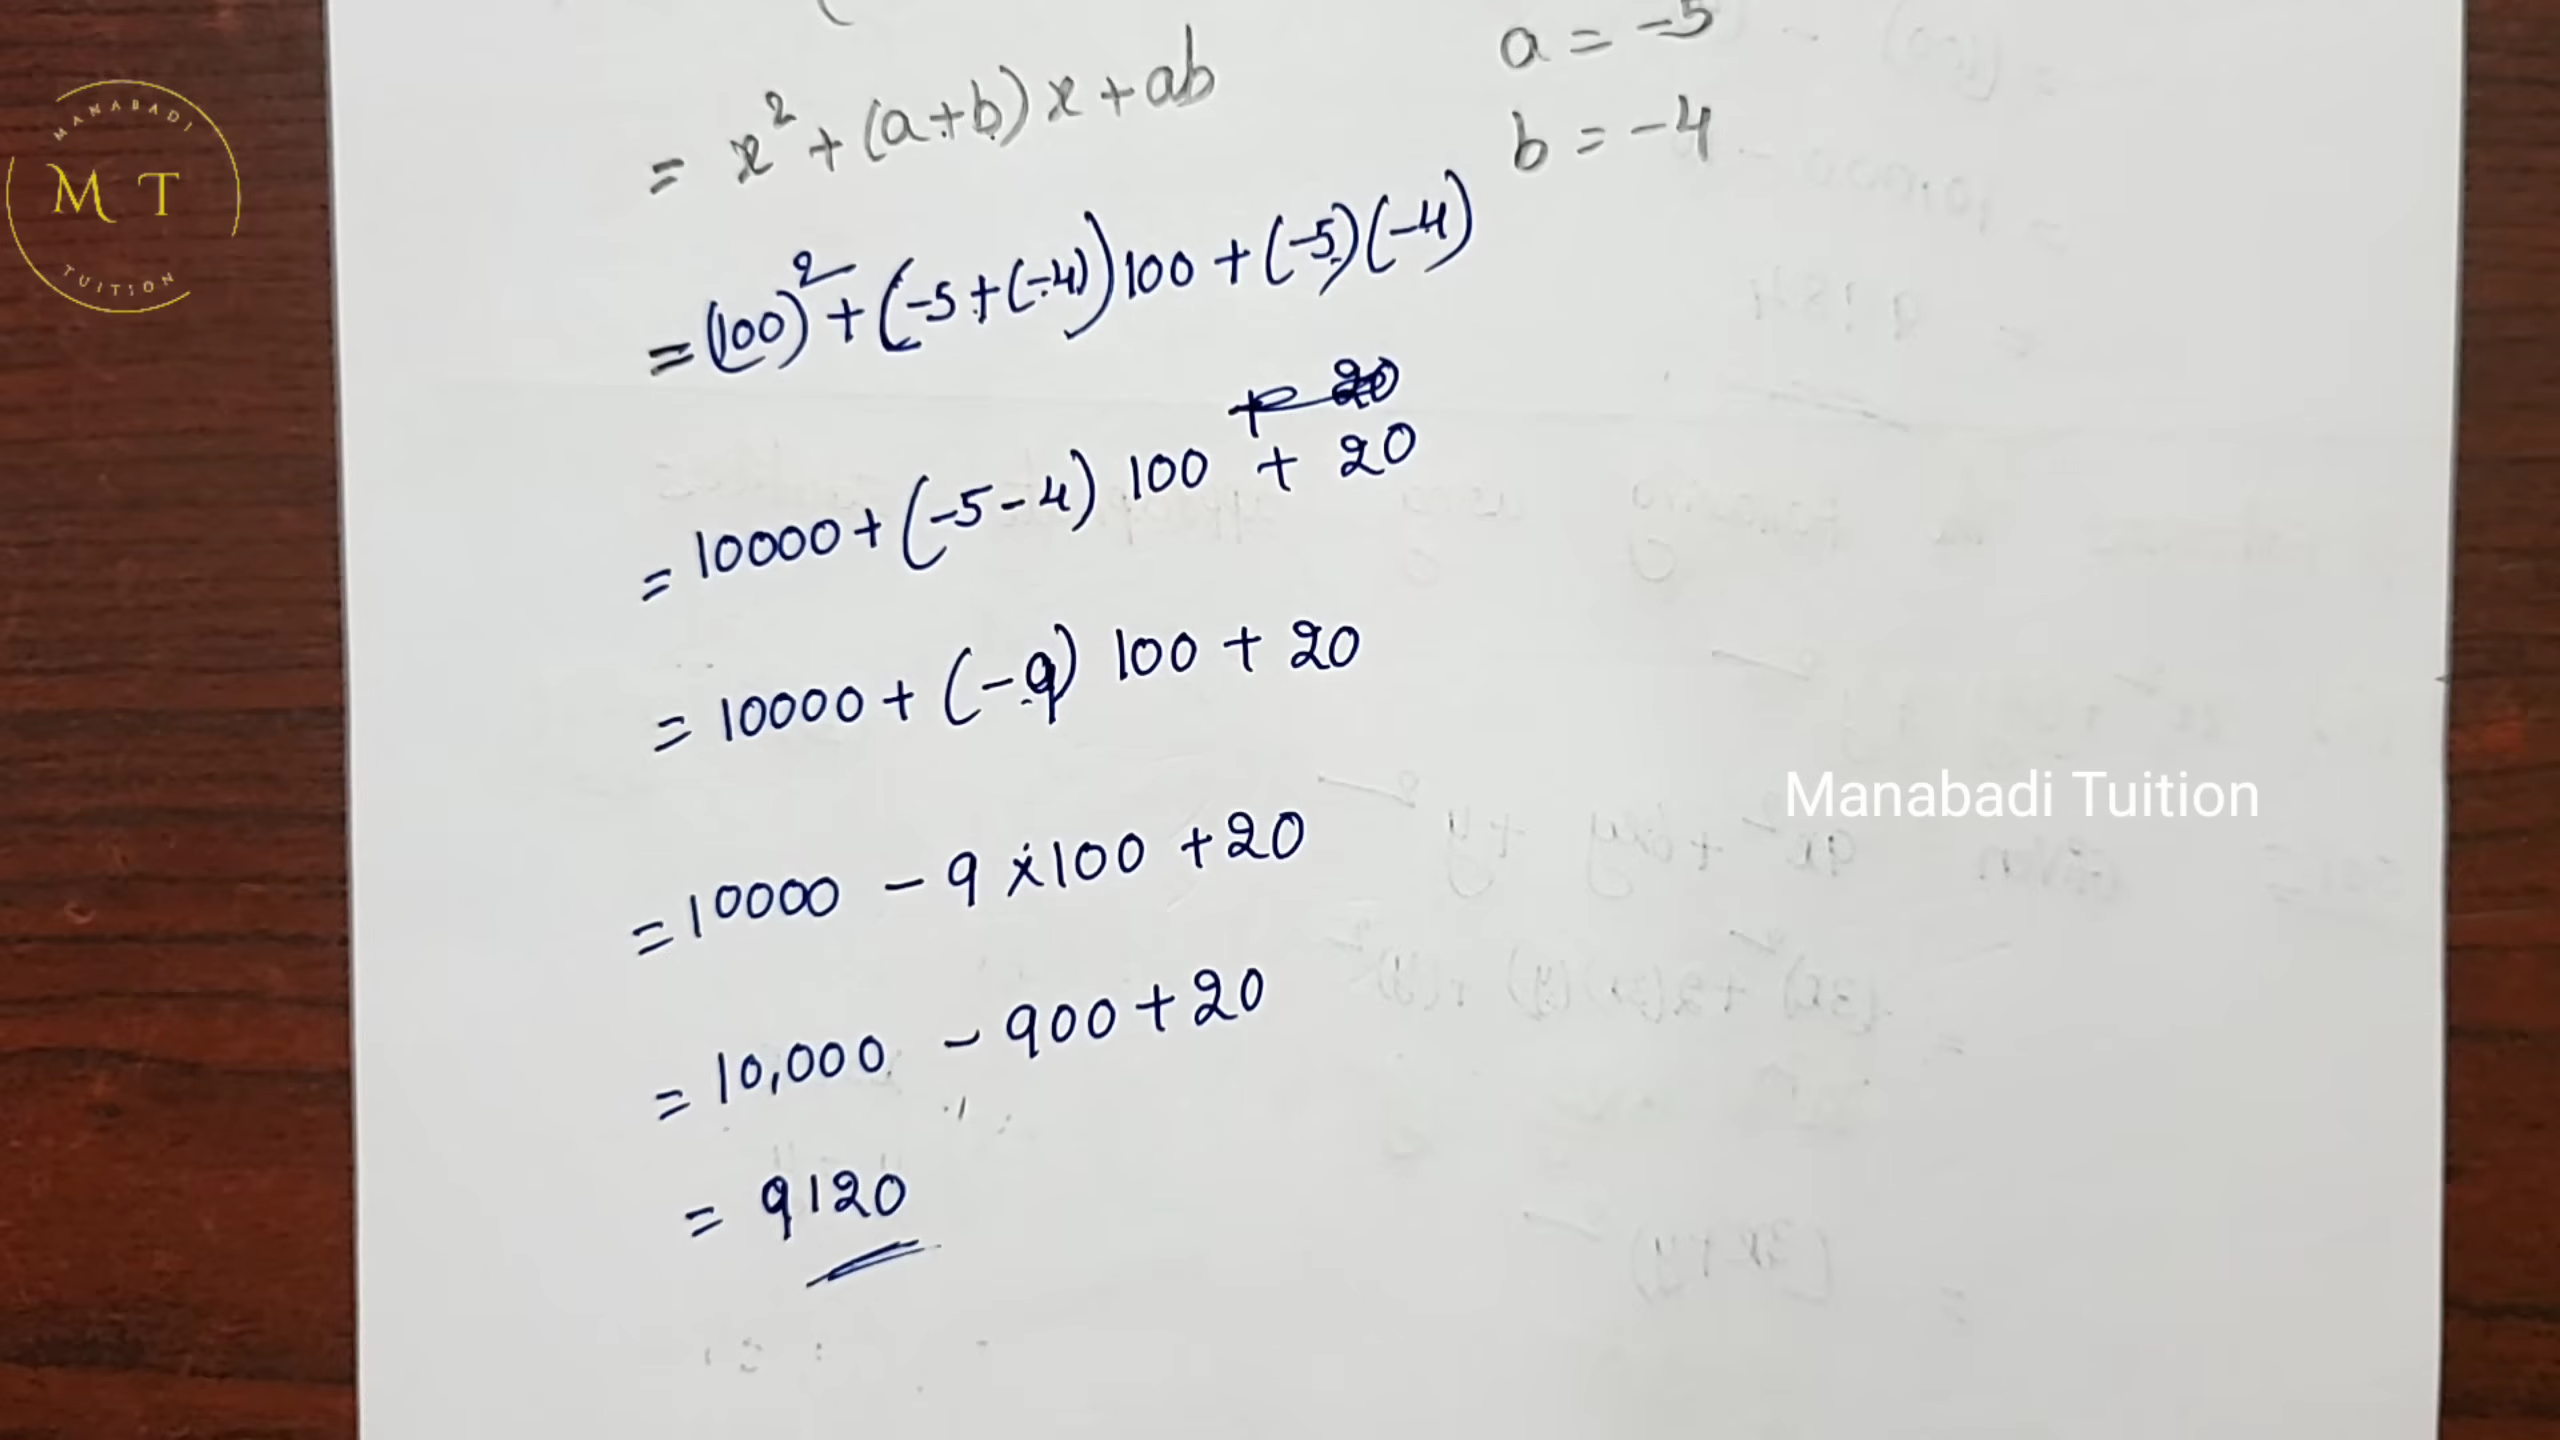 a = -5
= x² + (a+b)x + ab
b = -4
= (100)² + (-5+(-4))100 + (-5)(-4)
= 10000 + (-5-4) 100 + 20
= 10000 + (-9) 100 + 20
= 10000 - 9 × 100 + 20
= 10,000 - 900 + 20
= 9120
MANABADI
M T
TUITION
Manabadi Tuition